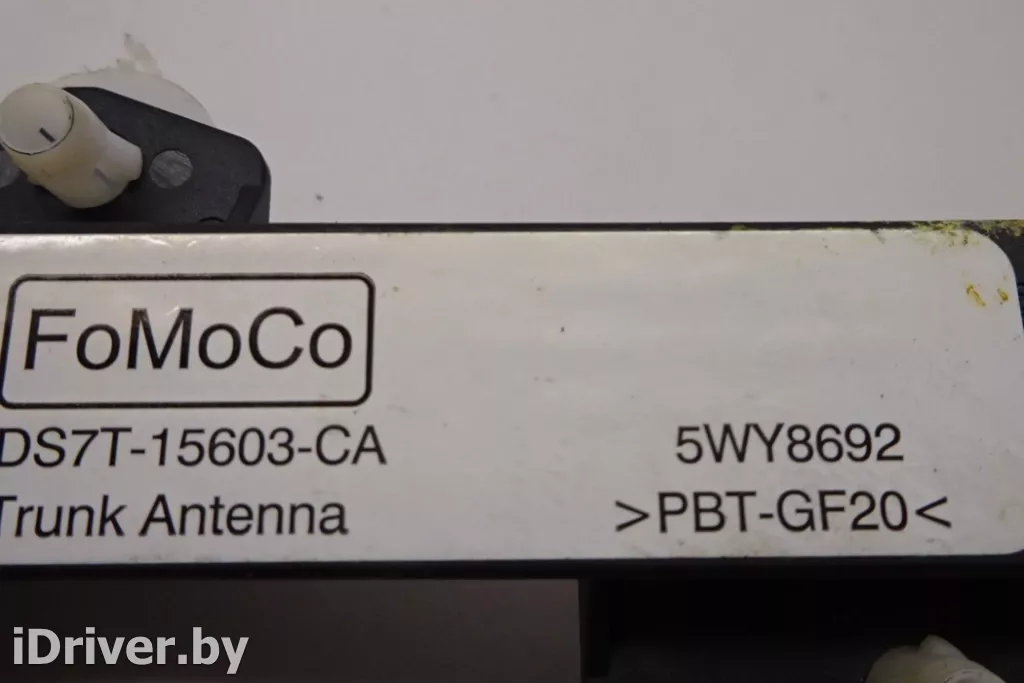 FoMoCo
DS7T-15603-CA
Trunk Antenna
5WY8692
>PBT-GF20<
iDriver.by